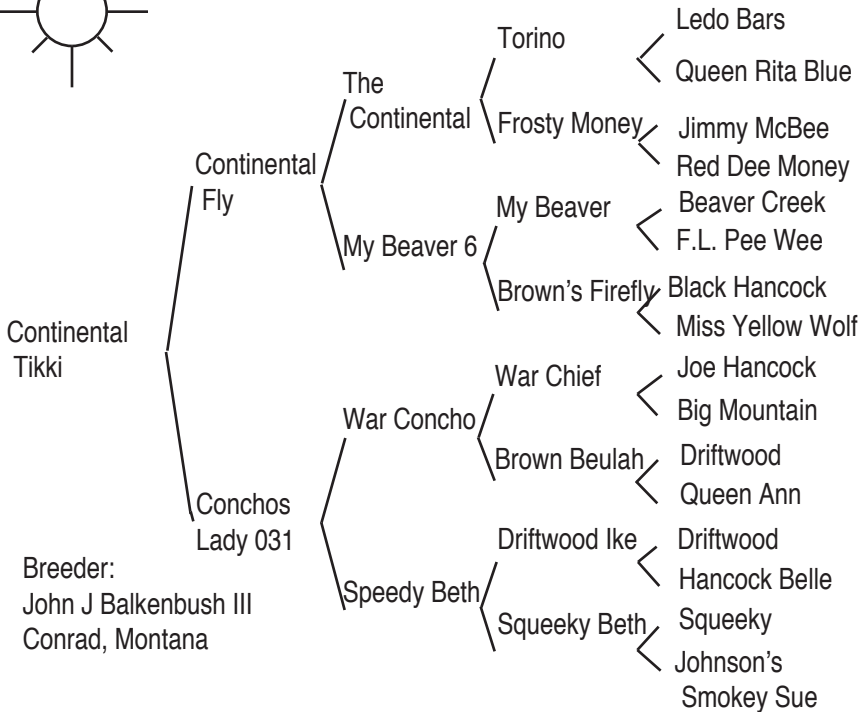 Ledo Bars
Torino
Queen Rita Blue
The
Continental
Frosty Money
Jimmy McBee
Red Dee Money
Continental
Fly
My Beaver
Beaver Creek
F.L. Pee Wee
My Beaver 6
Brown's Firefly
Black Hancock
Miss Yellow Wolf
Continental
Tikki
War Chief
Joe Hancock
Big Mountain
War Concho
Brown Beulah
Driftwood
Queen Ann
Conchos
Lady 031
Driftwood Ike
Driftwood
Hancock Belle
Speedy Beth
Squeeky Beth
Squeeky
Johnson's
Smokey Sue
Breeder:
John J Balkenbush III
Conrad, Montana